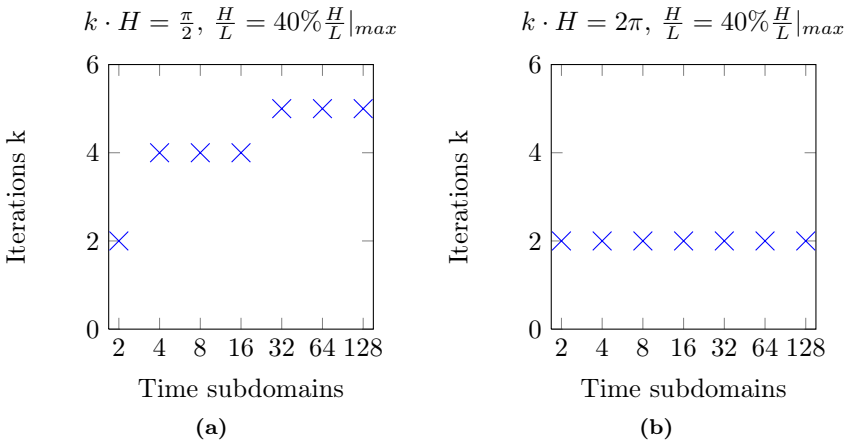 k · H = π/2, H/L = 40% H/L|max
6
4
2
0
Iterations k
2 4 8 16 32 64 128
Time subdomains
(a)
k · H = 2π, H/L = 40% H/L|max
6
4
2
0
Iterations k
2 4 8 16 32 64 128
Time subdomains
(b)